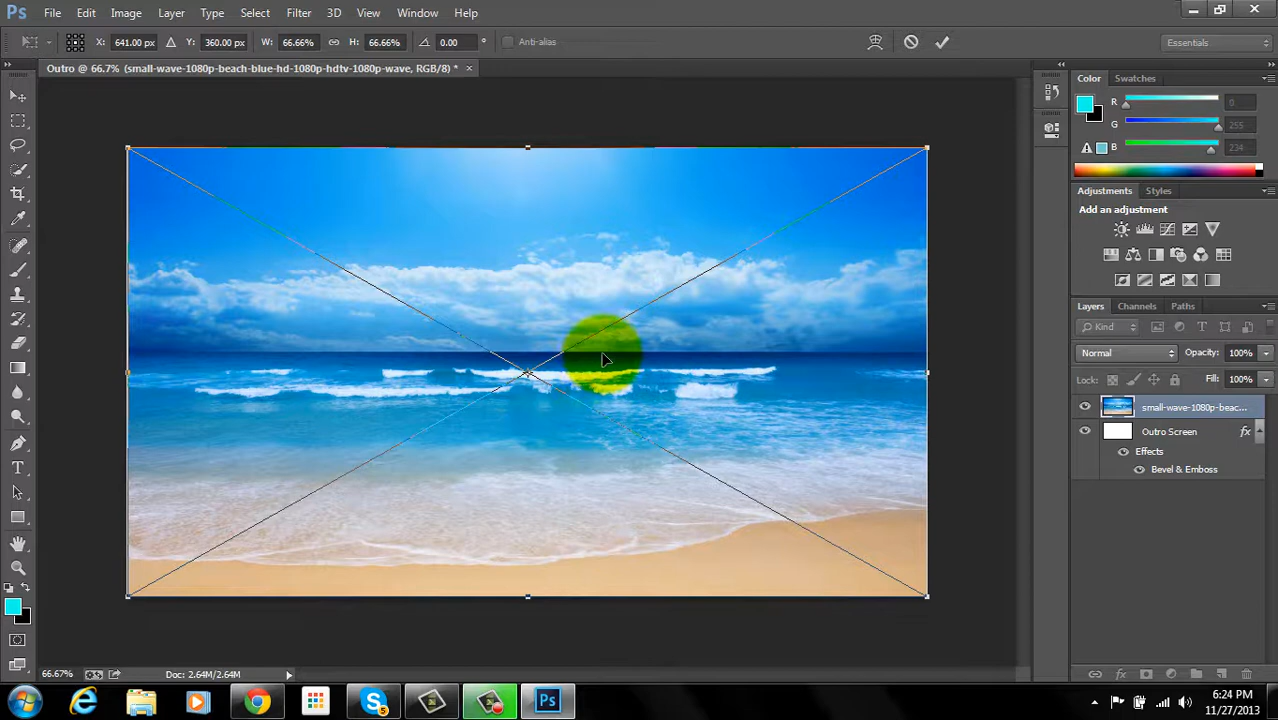 Ps File Edit Image Layer Type Select Filter 3D View Window Help
X: 641.00 px Y: 360.00 px W: 66.66% H: 66.66% 0.00 ° Anti-alias Essentials
Outro @ 66.7% (small-wave-1080p-beach-blue-hd-1080p-hdtv-1080p-wave, RGB/8) * ×
Color Swatches
R 0
G 255
B 234
Adjustments Styles
Add an adjustment
Layers Channels Paths
Kind
Normal Opacity: 100%
Lock: Fill: 100%
small-wave-1080p-beac...
Outro Screen fx
Effects
Bevel & Emboss
66.67% Doc: 2.64M/2.64M
6:24 PM
11/27/2013